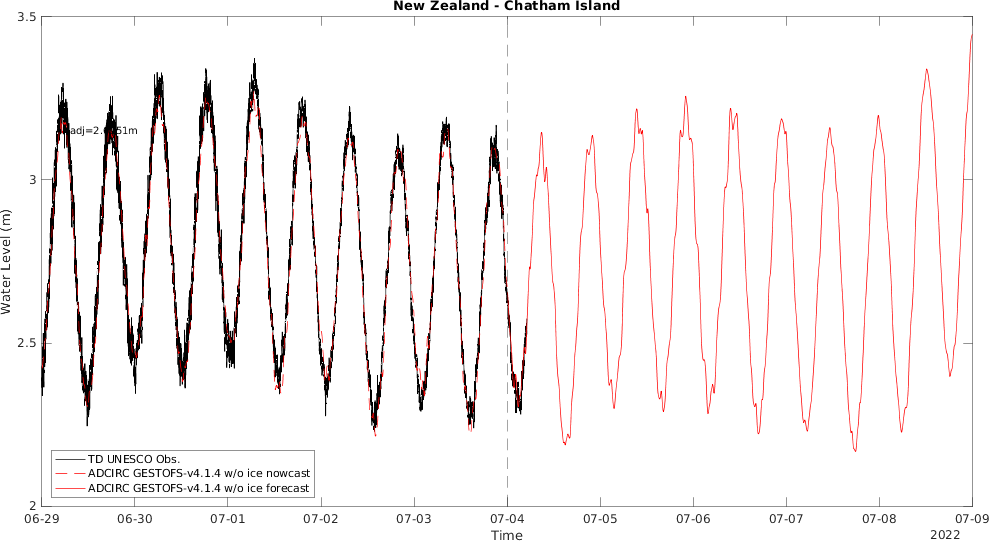 New Zealand - Chatham Island
3.5
3
2.5
2
Water Level (m)
TD UNESCO Obs.
ADCIRC GESTOFS-v4.1.4 w/o ice nowcast
ADCIRC GESTOFS-v4.1.4 w/o ice forecast
06-29 06-30 07-01 07-02 07-03 07-04 07-05 07-06 07-07 07-08 07-09
Time
2022